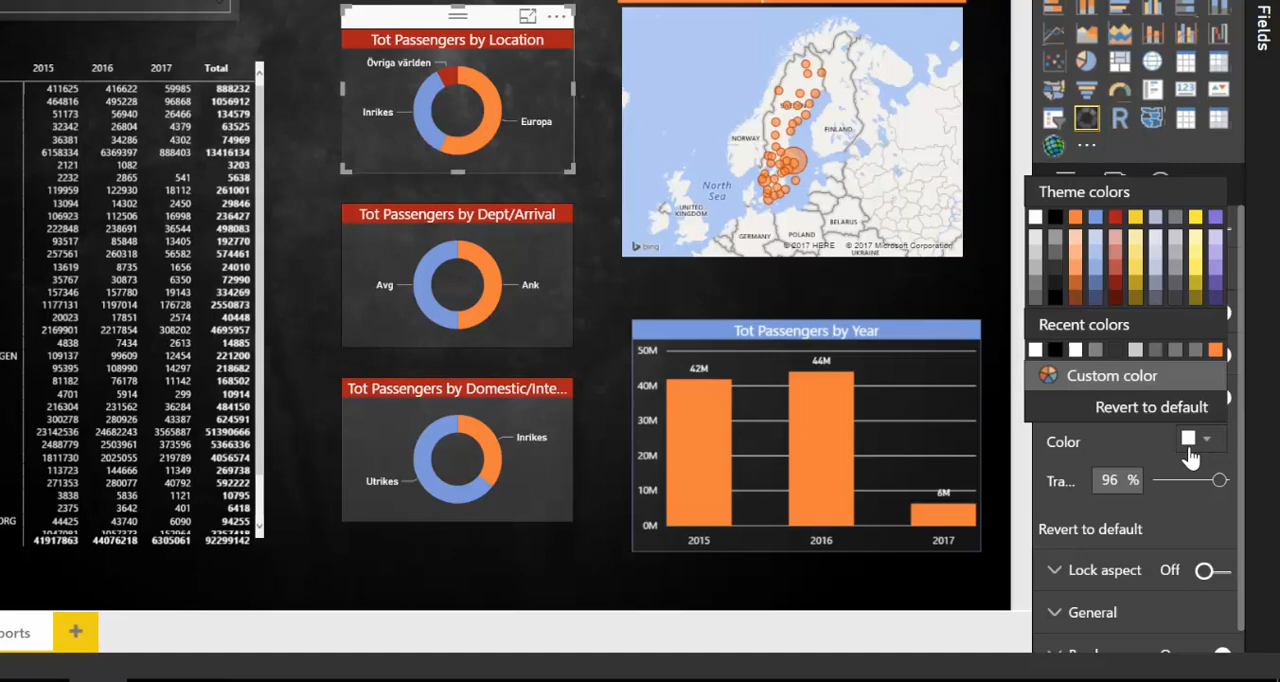 2015 2016 2017 Total
411625 416622 59985 888232
464816 495228 96868 1056912
51173 56940 26466 134579
32342 26804 4379 63525
36381 34286 4302 74969
6158334 6369397 888403 13416134
2121 1082 3203
2232 2865 541 5638
119959 122930 18112 261001
13094 14302 2450 29846
106923 112506 16998 236427
222848 238691 36544 498083
93517 85848 13405 192770
257561 260318 56582 574461
13619 8735 1656 24010
35767 30873 6350 72990
157346 157780 19143 334269
1177131 1197014 176728 2550873
20023 17851 2574 40448
2169901 2217854 308202 4695957
4838 7434 2613 14885
GEN 109137 99609 12454 221200
95395 108990 14297 218682
81182 76178 11142 168502
4701 5914 299 10914
216304 231562 36284 484150
300278 280926 43387 624591
23142536 24682243 3565887 51390666
2488779 2503961 373596 5366336
1811730 2025055 219789 4056574
113723 144666 11349 269738
271353 280077 40792 592222
3838 5836 1121 10795
2375 3642 401 6418
ORG 44425 43740 6090 94255
41917863 44076218 6305061 92299142
Tot Passengers by Location
Övriga världen
Inrikes
Europa
Tot Passengers by Dept/Arrival
Avg
Ank
Tot Passengers by Domestic/Inte...
Inrikes
Utrikes
NORWAY
FINLAND
North
Sea
UNITED
KINGDOM
BELARUS
POLAND
GERMANY
bing
© 2017 HERE © 2017 Microsoft Corporation
UKRAINE
Tot Passengers by Year
50M
40M
30M
20M
10M
0M
42M
44M
6M
2015 2016 2017
Fields
R
123
Theme colors
Recent colors
Custom color
Revert to default
Color
Tra... 96 %
Revert to default
Lock aspect Off
General
ports
+